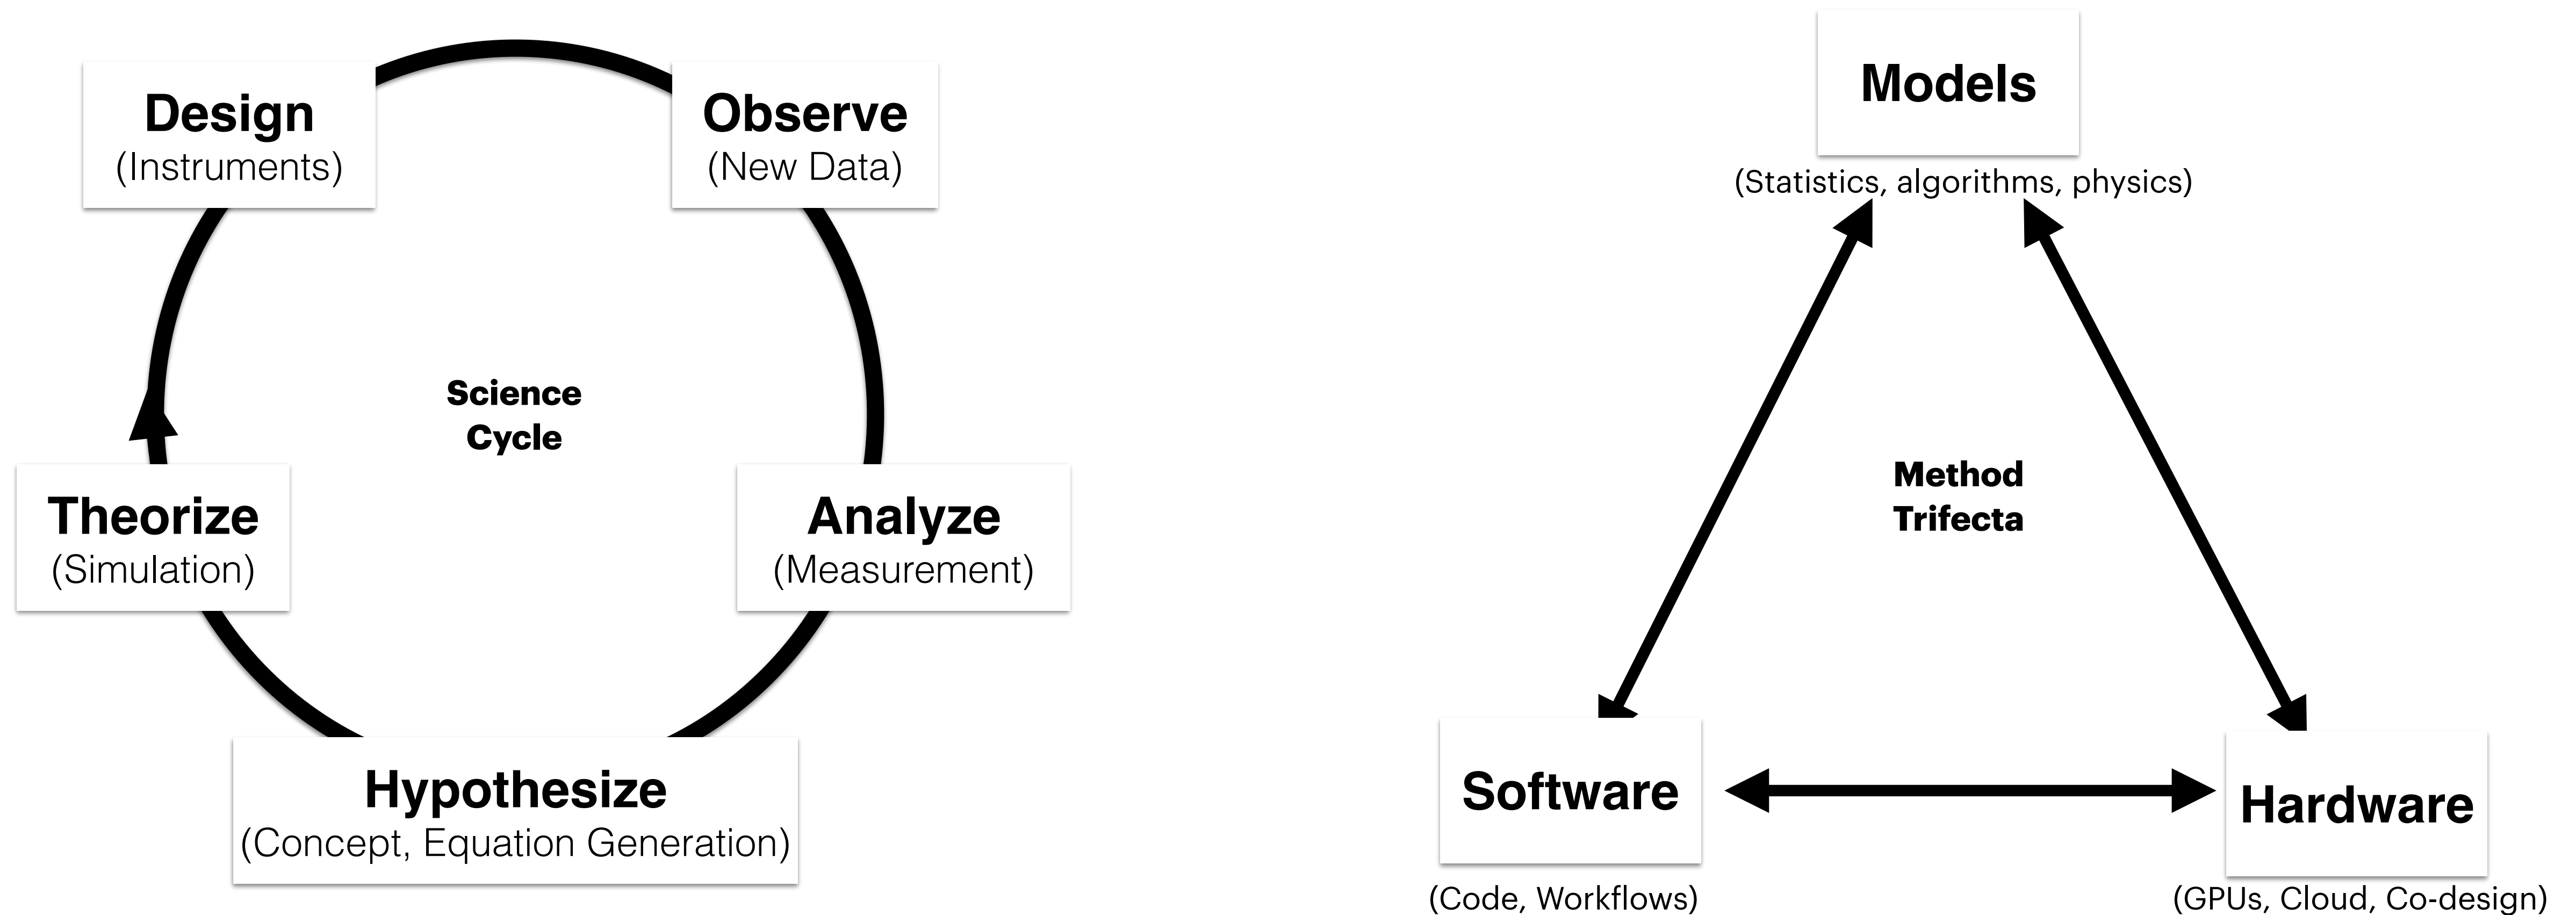 Design
(Instruments)
Observe
(New Data)
Science
Cycle
Theorize
(Simulation)
Analyze
(Measurement)
Hypothesize
(Concept, Equation Generation)
Models
(Statistics, algorithms, physics)
Method
Trifecta
Software
(Code, Workflows)
Hardware
(GPUs, Cloud, Co-design)